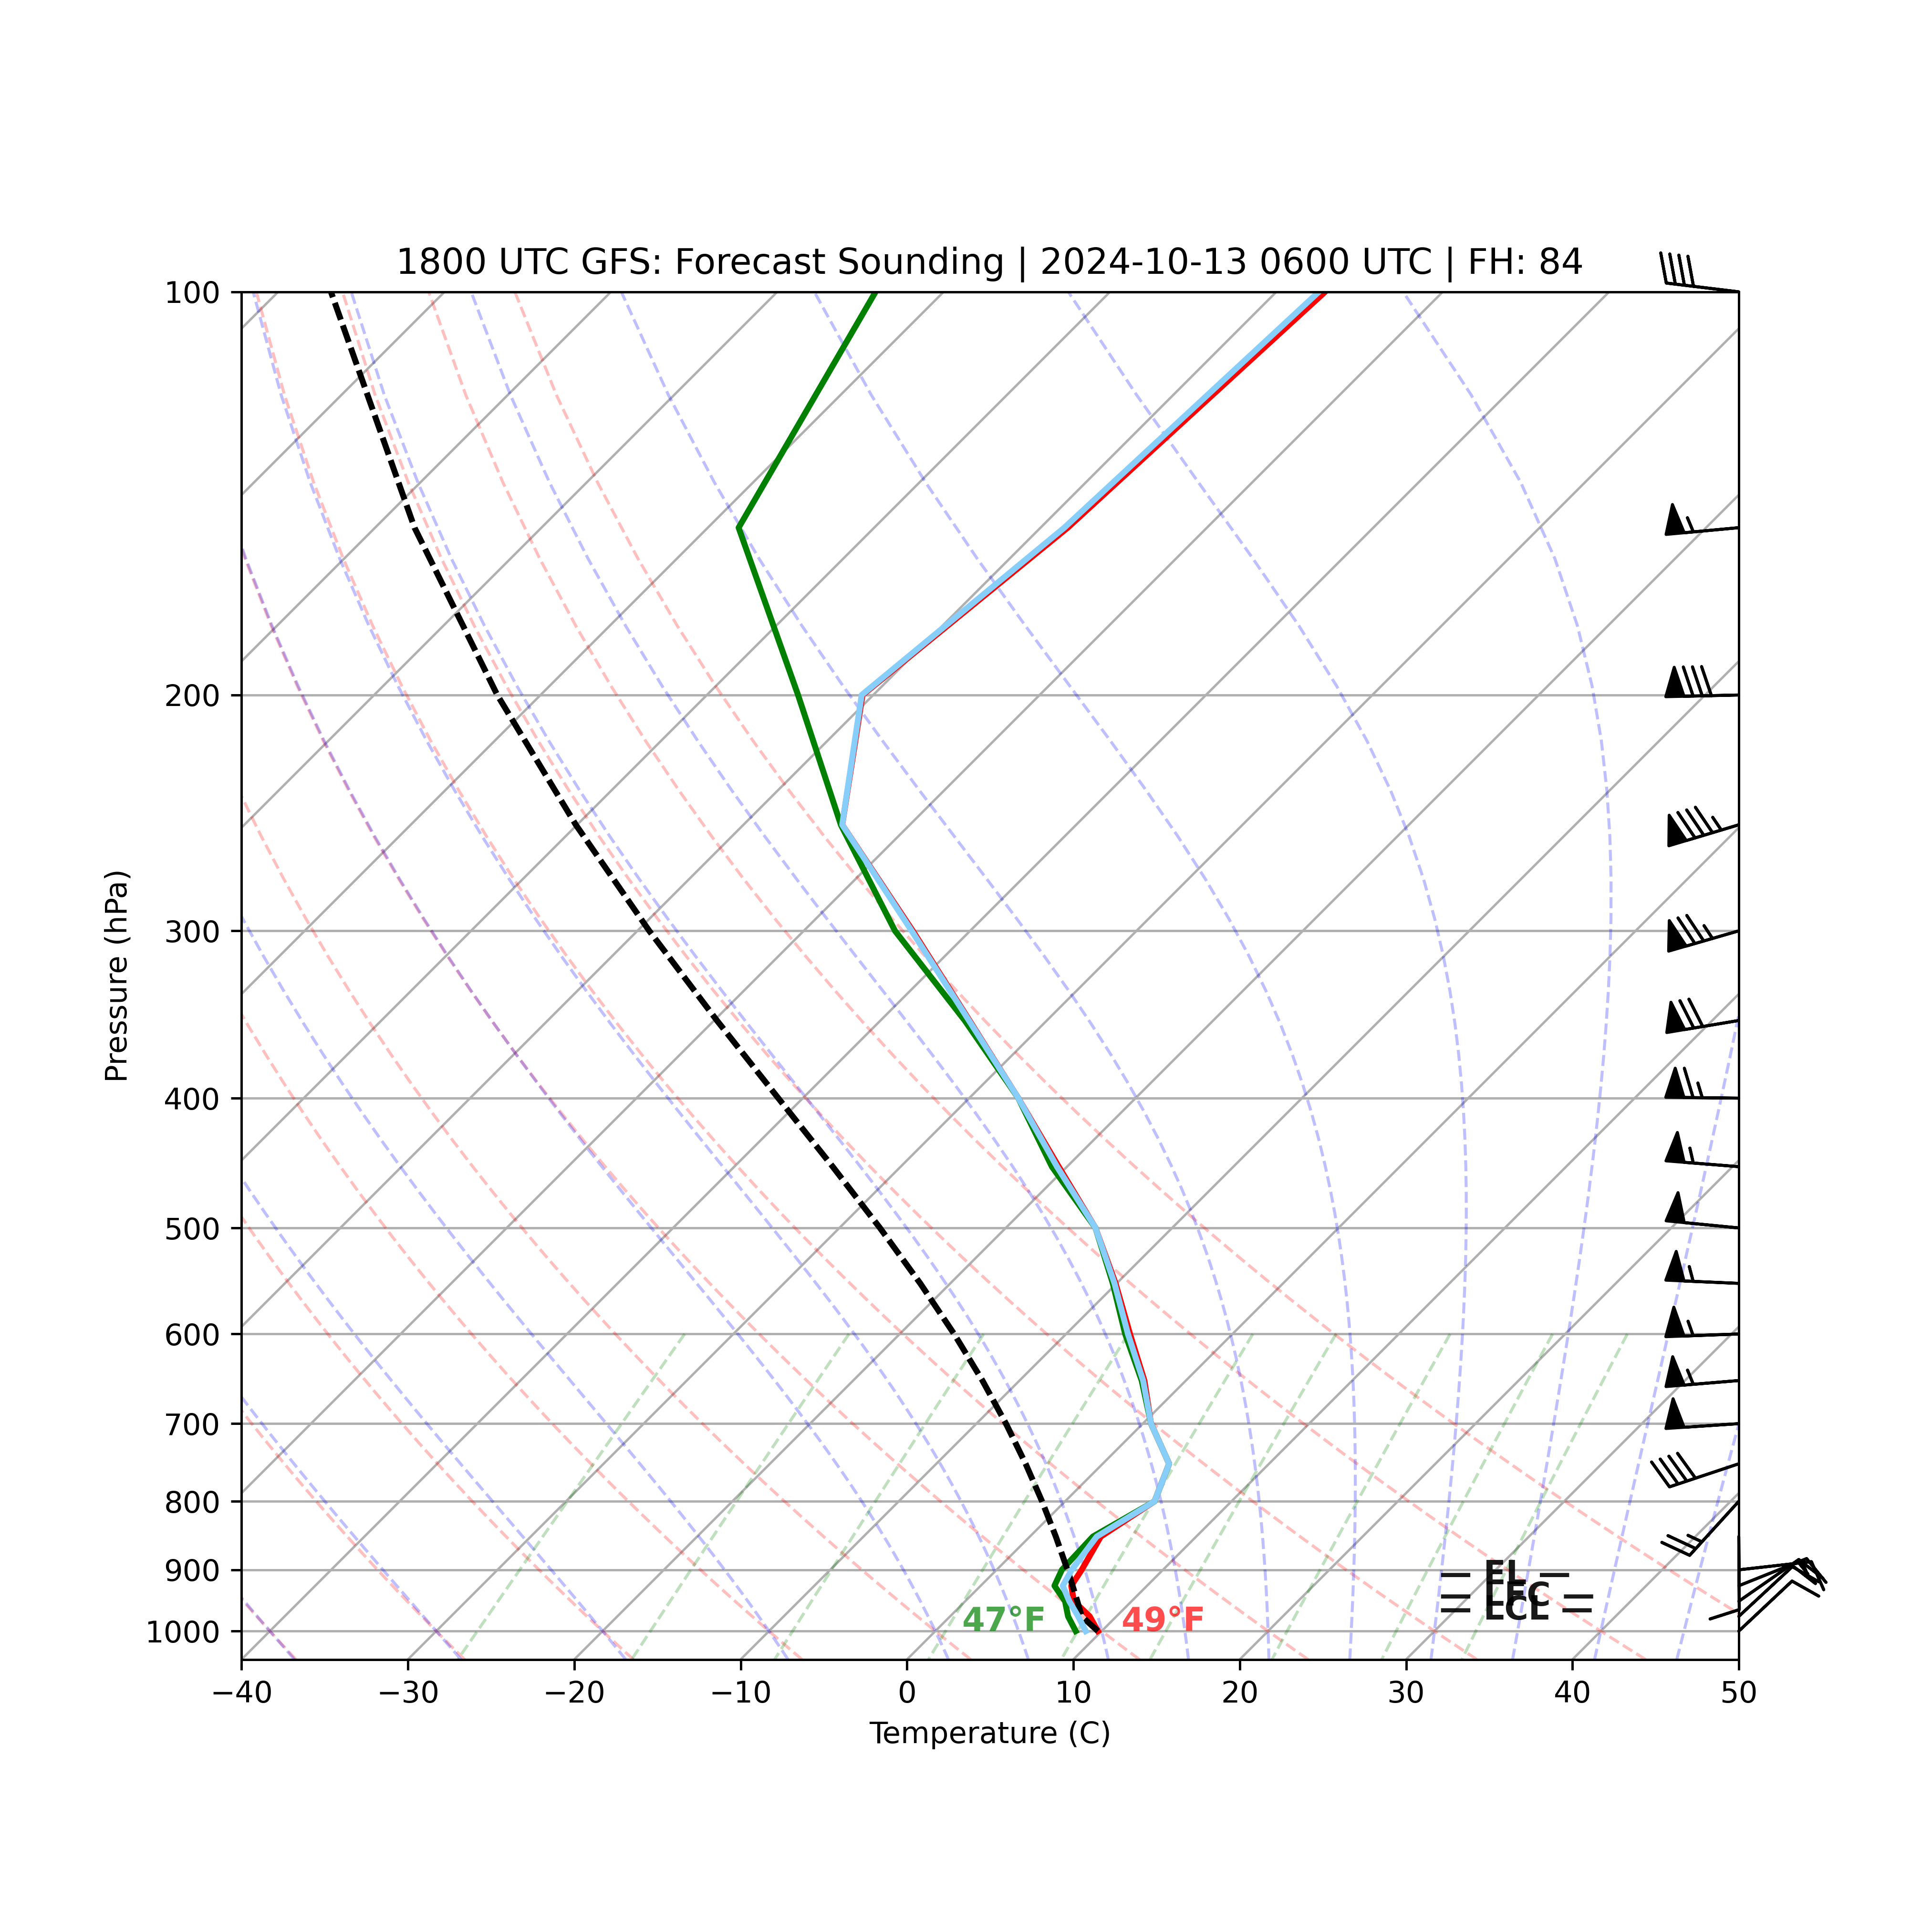 1800 UTC GFS: Forecast Sounding | 2024-10-13 0600 UTC | FH: 84
100
200
300
400
500
600
700
800
900
1000
Pressure (hPa)
— EL —
— LFC —
— LCL —
47°F
49°F
−40 −30 −20 −10 0 10 20 30 40 50
Temperature (C)